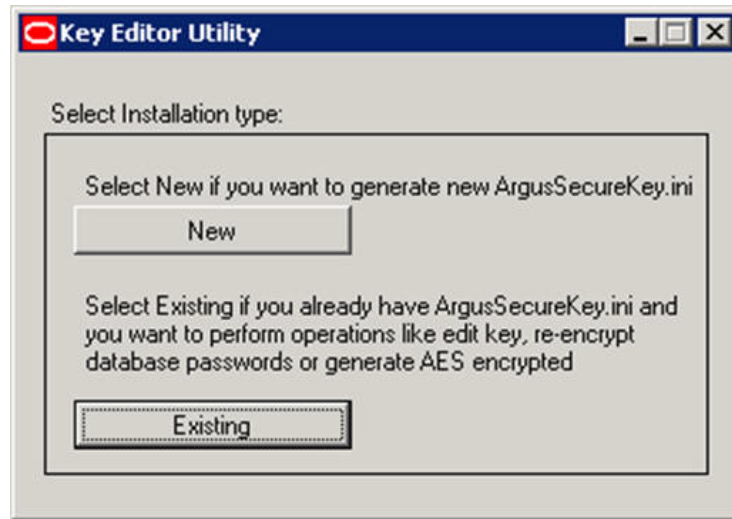 Key Editor Utility
Select Installation type:
Select New if you want to generate new ArgusSecureKey.ini
New
Select Existing if you already have ArgusSecureKey.ini and
you want to perform operations like edit key, re-encrypt
database passwords or generate AES encrypted
Existing